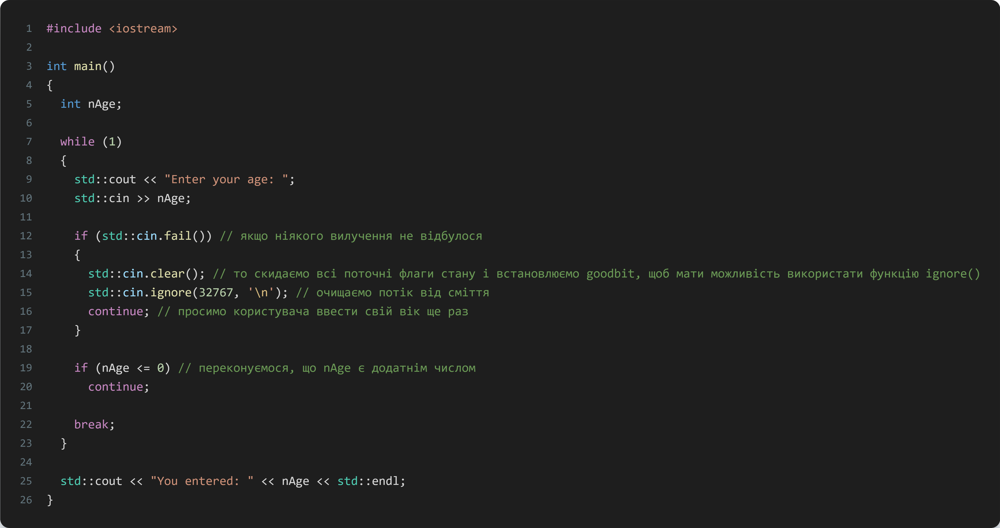 1 #include <iostream>
2
3 int main()
4 {
5   int nAge;
6
7   while (1)
8   {
9     std::cout << "Enter your age: ";
10     std::cin >> nAge;
11
12     if (std::cin.fail()) // якщо ніякого вилучення не відбулося
13     {
14       std::cin.clear(); // то скидаємо всі поточні флаги стану і встановлюємо goodbit, щоб мати можливість використати функцію ignore()
15       std::cin.ignore(32767, '\n'); // очищаємо потік від сміття
16       continue; // просимо користувача ввести свій вік ще раз
17     }
18
19     if (nAge <= 0) // переконуємося, що nAge є додатнім числом
20       continue;
21
22     break;
23   }
24
25   std::cout << "You entered: " << nAge << std::endl;
26 }